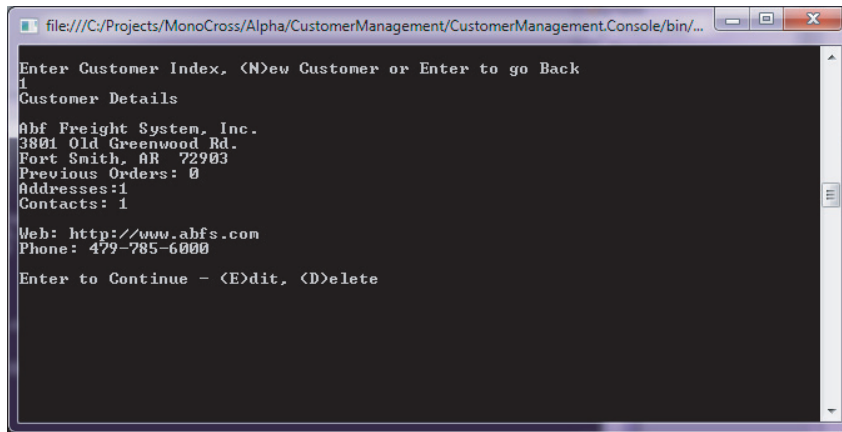 file:///C:/Projects/MonoCross/Alpha/CustomerManagement/CustomerManagement.Console/bin/...
Enter Customer Index, (N)ew Customer or Enter to go Back
1
Customer Details
Abf Freight System, Inc.
3801 Old Greenwood Rd.
Fort Smith, AR  72903
Previous Orders: 0
Addresses:1
Contacts: 1
Web: http://www.abfs.com
Phone: 479-785-6000
Enter to Continue - (E)dit, (D)elete